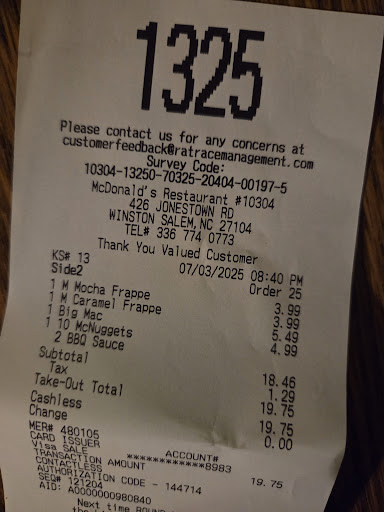 1325
Please contact us for any concerns at
customerfeedback@ratracemanagement.com
Survey Code:
10304-13250-70325-20404-00197-5
McDonald's Restaurant #10304
426 JONESTOWN RD
WINSTON SALEM, NC 27104
TEL# 336 774 0773
Thank You Valued Customer
KS# 13 07/03/2025 08:40 PM
Side2 Order 25
1 M Mocha Frappe 3.99
1 M Caramel Frappe 3.99
1 Big Mac 5.49
1 10 McNuggets 4.99
2 BBQ Sauce
Subtotal 18.46
Tax 1.29
Take-Out Total 19.75
Cashless 19.75
Change 0.00
MER# 480105
CARD ISSUER ACCOUNT#
Visa SALE ************8983
TRANSACTION AMOUNT 19.75
CONTACTLESS
AUTHORIZATION CODE - 144714
SEQ# 121204
AID: A0000000980840
Next time